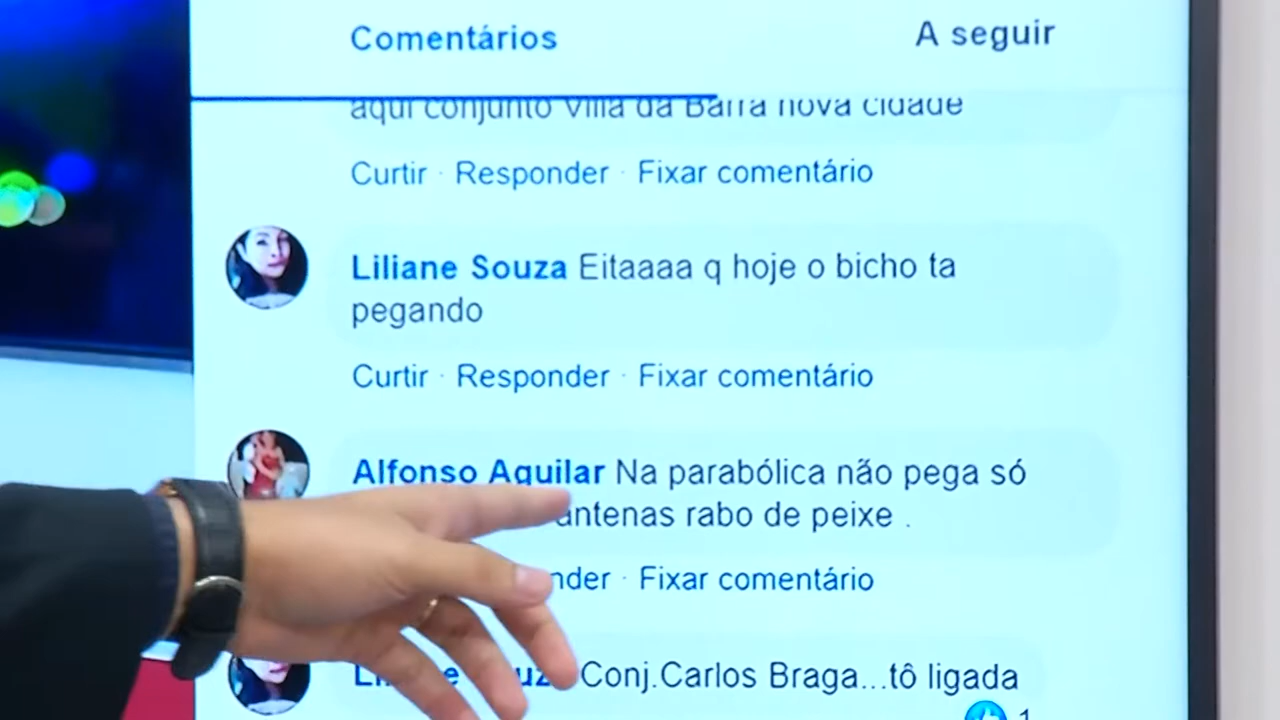 Comentários
A seguir
aqui conjunto Villa da Barra nova cidade
Curtir · Responder · Fixar comentário
Liliane Souza Eitaaaa q hoje o bicho ta
pegando
Curtir · Responder · Fixar comentário
Alfonso Aguilar Na parabólica não pega só
antenas rabo de peixe .
Fixar comentário
Conj.Carlos Braga...tô ligada
1